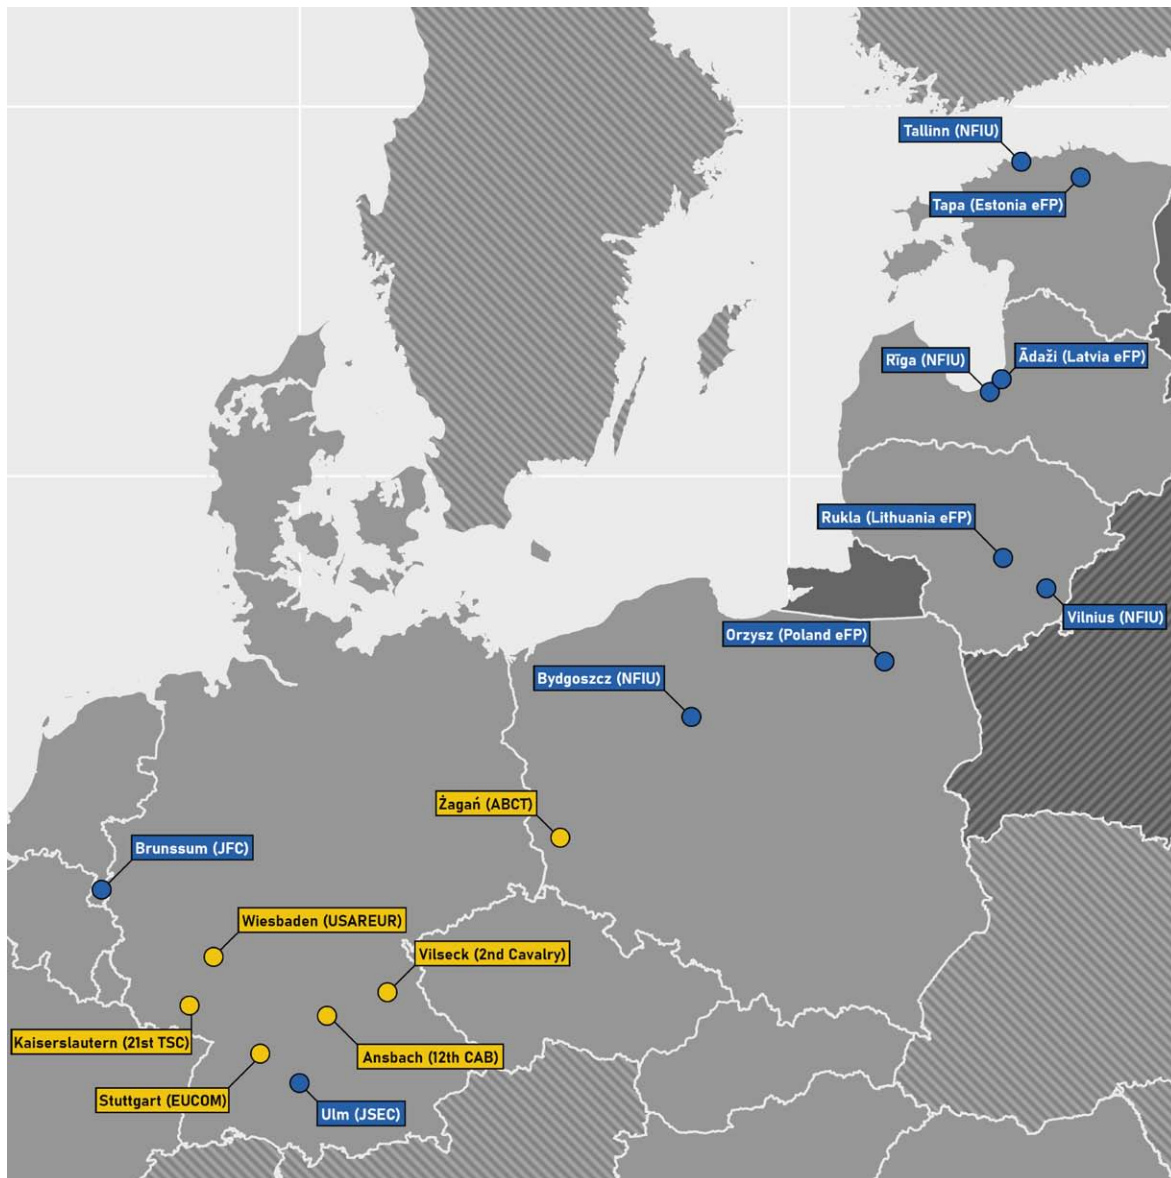 Tallinn (NFIU)
Tapa (Estonia eFP)
Rīga (NFIU)
Ādaži (Latvia eFP)
Rukla (Lithuania eFP)
Vilnius (NFIU)
Orzysz (Poland eFP)
Bydgoszcz (NFIU)
Żagań (ABCT)
Brunssum (JFC)
Wiesbaden (USAREUR)
Vilseck (2nd Cavalry)
Kaiserslautern (21st TSC)
Ansbach (12th CAB)
Stuttgart (EUCOM)
Ulm (JSEC)